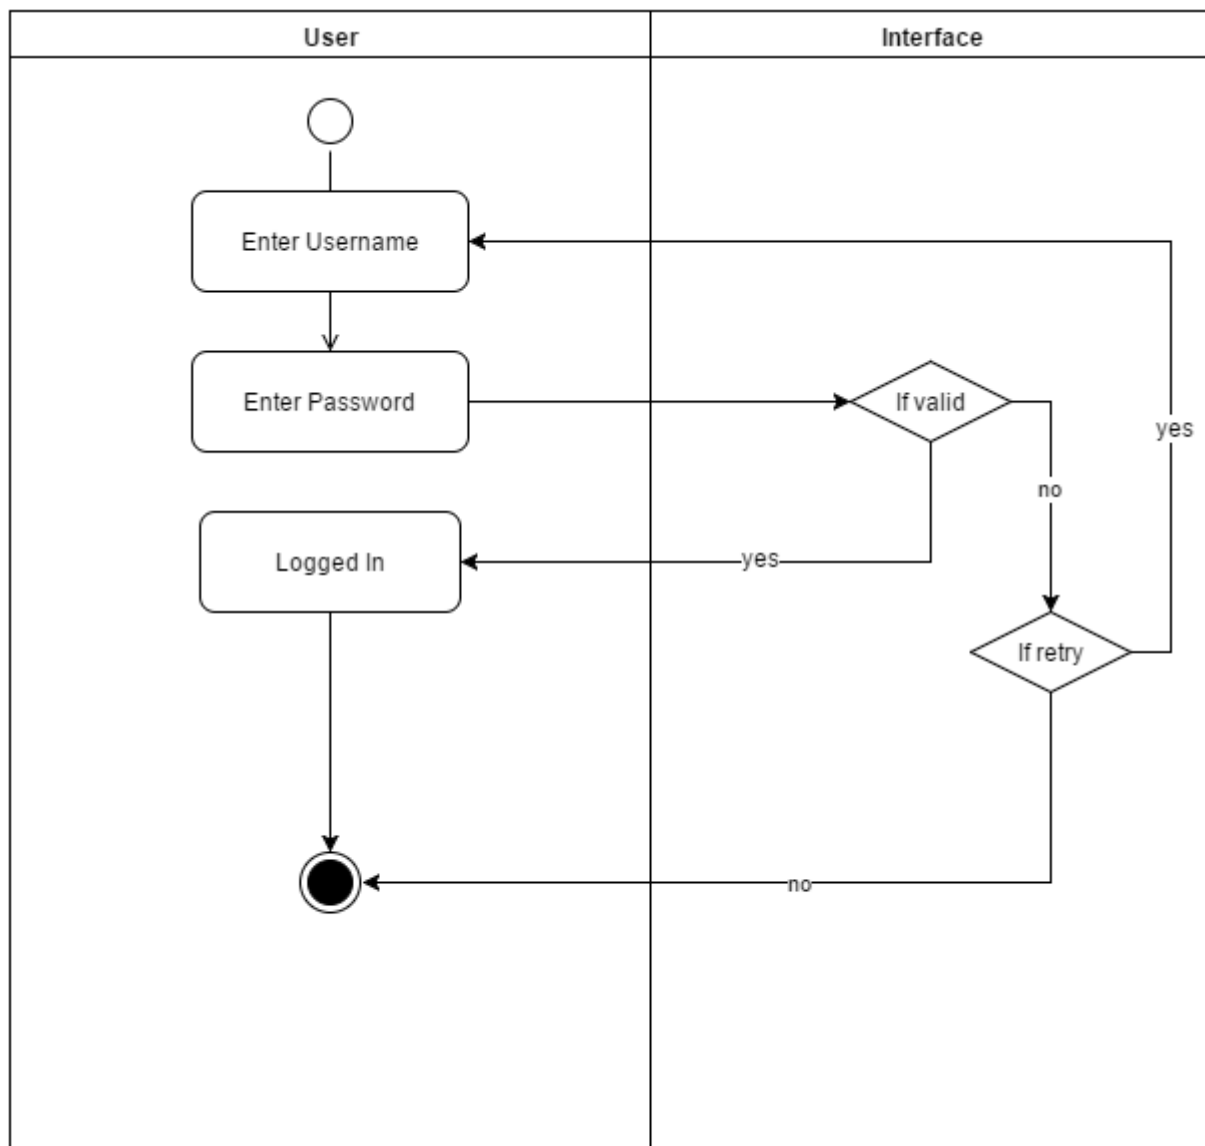 User
Interface
Enter Username
Enter Password
If valid
yes
no
Logged In
yes
If retry
no